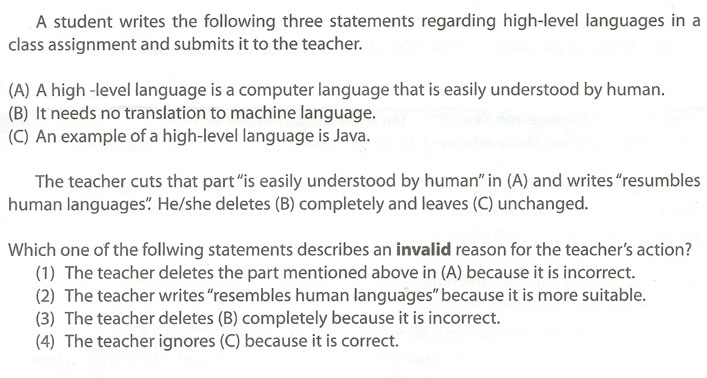 A student writes the following three statements regarding high-level languages in a
class assignment and submits it to the teacher.
(A) A high -level language is a computer language that is easily understood by human.
(B) It needs no translation to machine language.
(C) An example of a high-level language is Java.
The teacher cuts that part “is easily understood by human” in (A) and writes “resumbles
human languages”. He/she deletes (B) completely and leaves (C) unchanged.
Which one of the follwing statements describes an invalid reason for the teacher’s action?
(1) The teacher deletes the part mentioned above in (A) because it is incorrect.
(2) The teacher writes “resembles human languages” because it is more suitable.
(3) The teacher deletes (B) completely because it is incorrect.
(4) The teacher ignores (C) because it is correct.